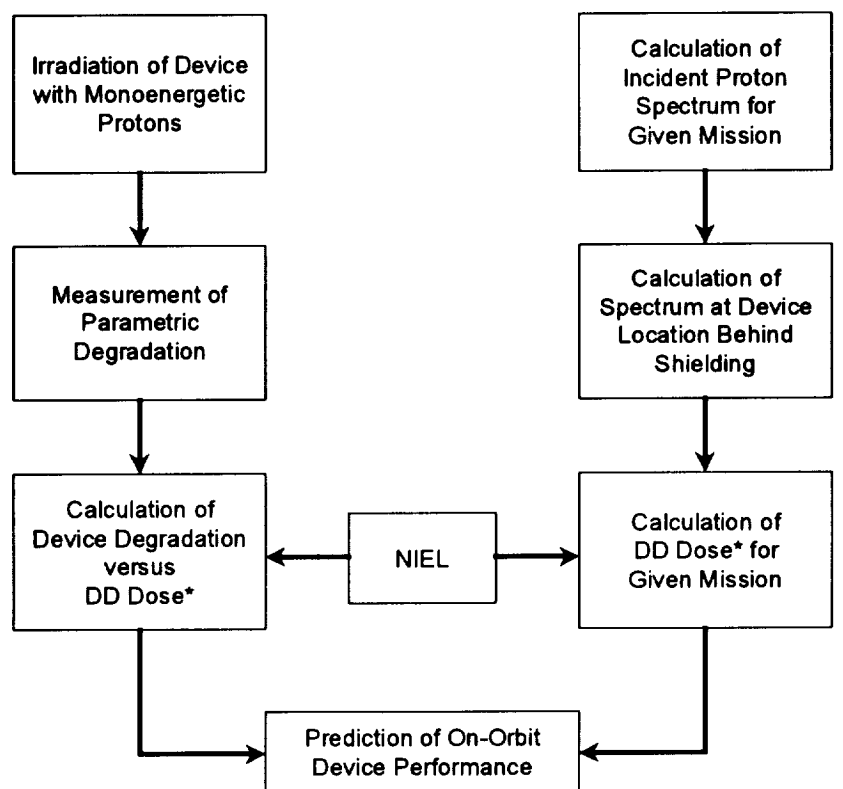 Irradiation of Device
with Monoenergetic
Protons
Measurement of
Parametric
Degradation
Calculation of
Device Degradation
versus
DD Dose*
NIEL
Calculation of
Incident Proton
Spectrum for
Given Mission
Calculation of
Spectrum at Device
Location Behind
Shielding
Calculation of
DD Dose* for
Given Mission
Prediction of On-Orbit
Device Performance